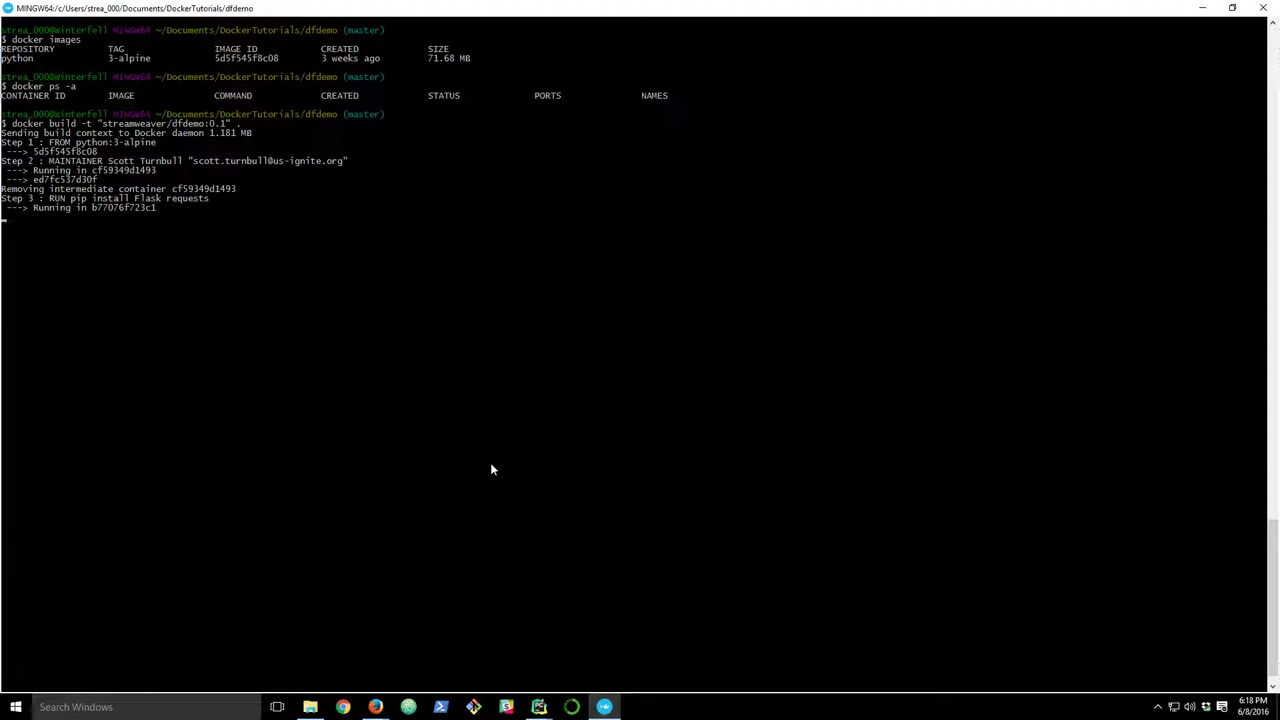 MINGW64:/c/Users/strea_000/Documents/DockerTutorials/dfdemo
strea_000@Winterfell MINGW64 ~/Documents/DockerTutorials/dfdemo (master)
$ docker images
REPOSITORY TAG IMAGE ID CREATED SIZE
python 3-alpine 5d5f545f8c08 3 weeks ago 71.68 MB
strea_000@Winterfell MINGW64 ~/Documents/DockerTutorials/dfdemo (master)
$ docker ps -a
CONTAINER ID IMAGE COMMAND CREATED STATUS PORTS NAMES
strea_000@Winterfell MINGW64 ~/Documents/DockerTutorials/dfdemo (master)
$ docker build -t "streamweaver/dfdemo:0.1" .
Sending build context to Docker daemon 1.181 MB
Step 1 : FROM python:3-alpine
---> 5d5f545f8c08
Step 2 : MAINTAINER Scott Turnbull "scott.turnbull@us-ignite.org"
---> Running in cf59349d1493
---> ed7fc537d30f
Removing intermediate container cf59349d1493
Step 3 : RUN pip install Flask requests
---> Running in b77076f723c1
Search Windows
6:18 PM
6/8/2016